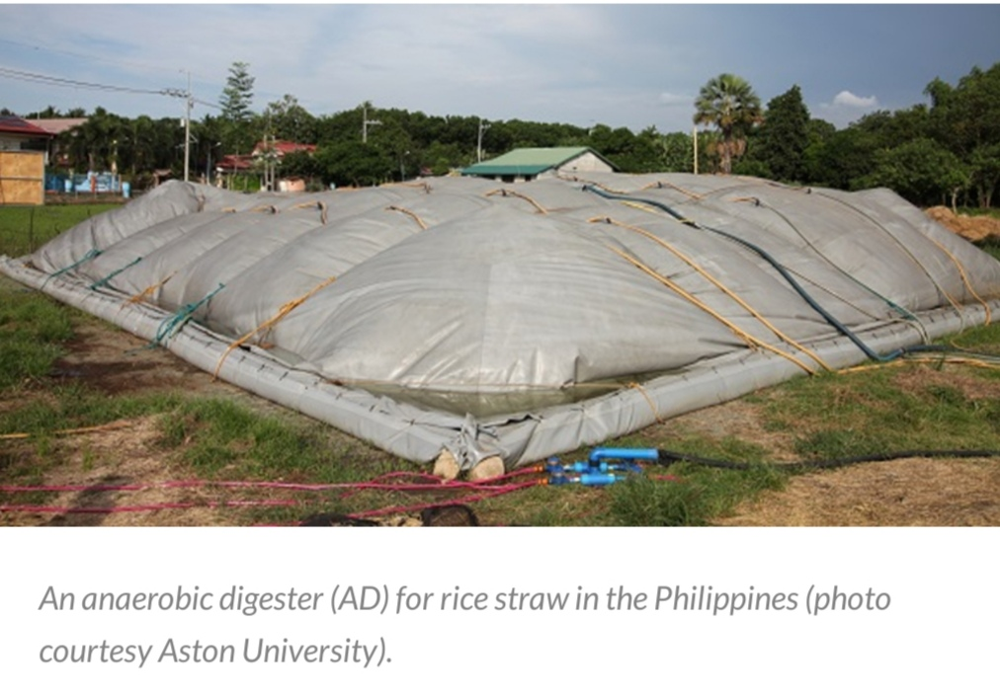 An anaerobic digester (AD) for rice straw in the Philippines (photo
courtesy Aston University).